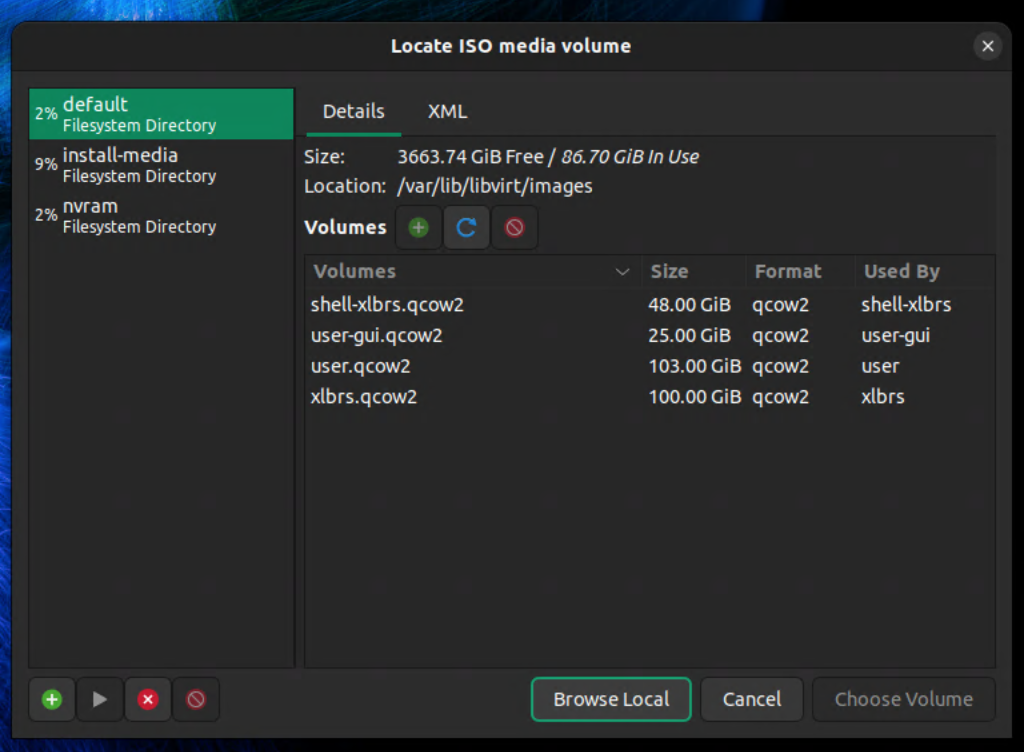 Locate ISO media volume
2% default
Filesystem Directory
9% install-media
Filesystem Directory
2% nvram
Filesystem Directory
Details XML
Size: 3663.74 GiB Free / 86.70 GiB In Use
Location: /var/lib/libvirt/images
Volumes
Volumes Size Format Used By
shell-xlbrs.qcow2 48.00 GiB qcow2 shell-xlbrs
user-gui.qcow2 25.00 GiB qcow2 user-gui
user.qcow2 103.00 GiB qcow2 user
xlbrs.qcow2 100.00 GiB qcow2 xlbrs
Browse Local Cancel Choose Volume